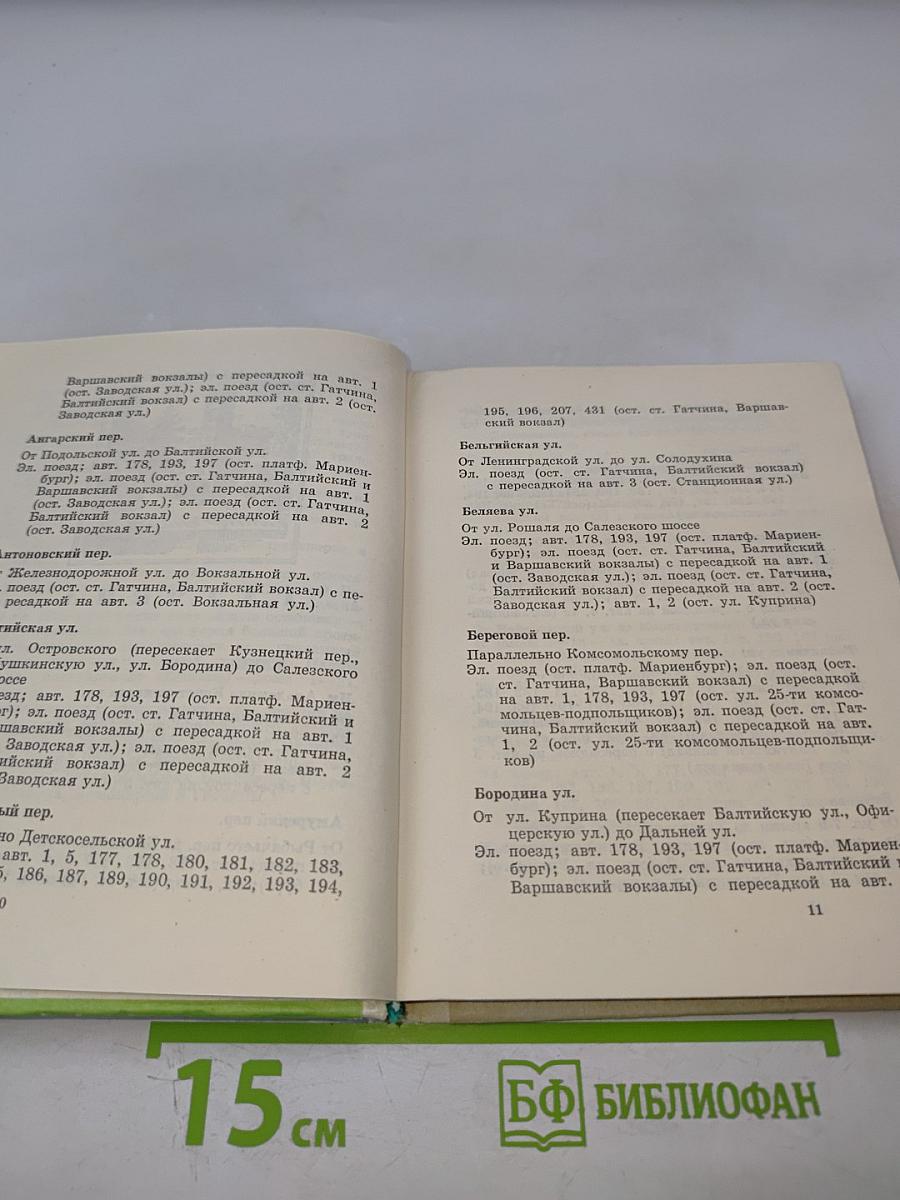 Варшавский вокзалы) с пересадкой на авт. 1
(ост. Заводская ул.); эл. поезд (ост. ст. Гатчина,
Балтийский вокзал) с пересадкой на авт. 2 (ост.
Заводская ул.)
Ангарский пер.
От Подольской ул. до Балтийской ул.
Эл. поезд; авт. 178, 193, 197 (ост. платф. Мариен-
бург); эл. поезд (ост. ст. Гатчина, Балтийский и
Варшавский вокзалы) с пересадкой на авт. 1
(ост. Заводская ул.); эл. поезд (ост. ст. Гатчина,
Балтийский вокзал) с пересадкой на авт. 2
(ост. Заводская ул.)
Антоновский пер.
Железнодорожной ул. до Вокзальной ул.
поезд (ост. ст. Гатчина, Балтийский вокзал) с пе-
ресадкой на авт. 3 (ост. Вокзальная ул.)
тийская ул.
ул. Островского (пересекает Кузнецкий пер.,
ушкинскую ул., ул. Бородина) до Салезского
оссе
езд; авт. 178, 193, 197 (ост. платф. Мариен-
рг); эл. поезд (ост. ст. Гатчина, Балтийский и
шавский вокзалы) с пересадкой на авт. 1
Заводская ул.); эл. поезд (ост. ст. Гатчина,
ийский вокзал) с пересадкой на авт. 2
Заводская ул.)
ый пер.
но Детскосельской ул.
авт. 1, 5, 177, 178, 180, 181, 182, 183,
186, 187, 189, 190, 191, 192, 193, 194,
0
195, 196, 207, 431 (ост. ст. Гатчина, Варшав-
ский вокзал)
Бельгийская ул.
От Ленинградской ул. до ул. Солодухина
Эл. поезд (ост. ст. Гатчина, Балтийский вокзал)
с пересадкой на авт. 3 (ост. Станционная ул.)
Беляева ул.
От ул. Рошаля до Салезского шоссе
Эл. поезд; авт. 178, 193, 197 (ост. платф. Мариен-
бург); эл. поезд (ост. ст. Гатчина, Балтийский
и Варшавский вокзалы) с пересадкой на авт. 1
(ост. Заводская ул.); эл. поезд (ост. ст. Гатчина,
Балтийский вокзал) с пересадкой на авт. 2 (ост.
Заводская ул.); авт. 1, 2 (ост. ул. Куприна)
Береговой пер.
Параллельно Комсомольскому пер.
Эл. поезд (ост. платф. Мариенбург); эл. поезд (ост.
ст. Гатчина, Варшавский вокзал) с пересадкой
на авт. 1, 178, 193, 197 (ост. ул. 25-ти комсо-
мольцев-подпольщиков); эл. поезд (ост. ст. Гат-
чина, Балтийский вокзал) с пересадкой на авт.
1, 2 (ост. ул. 25-ти комсомольцев-подпольщи-
ков)
Бородина ул.
От ул. Куприна (пересекает Балтийскую ул., Офи-
церскую ул.) до Дальней ул.
Эл. поезд; авт. 178, 193, 197 (ост. платф. Мариен-
бург); эл. поезд (ост. ст. Гатчина, Балтийский и
Варшавский вокзалы) с пересадкой на авт.
11
15 см
БФ БИБЛИОФАН